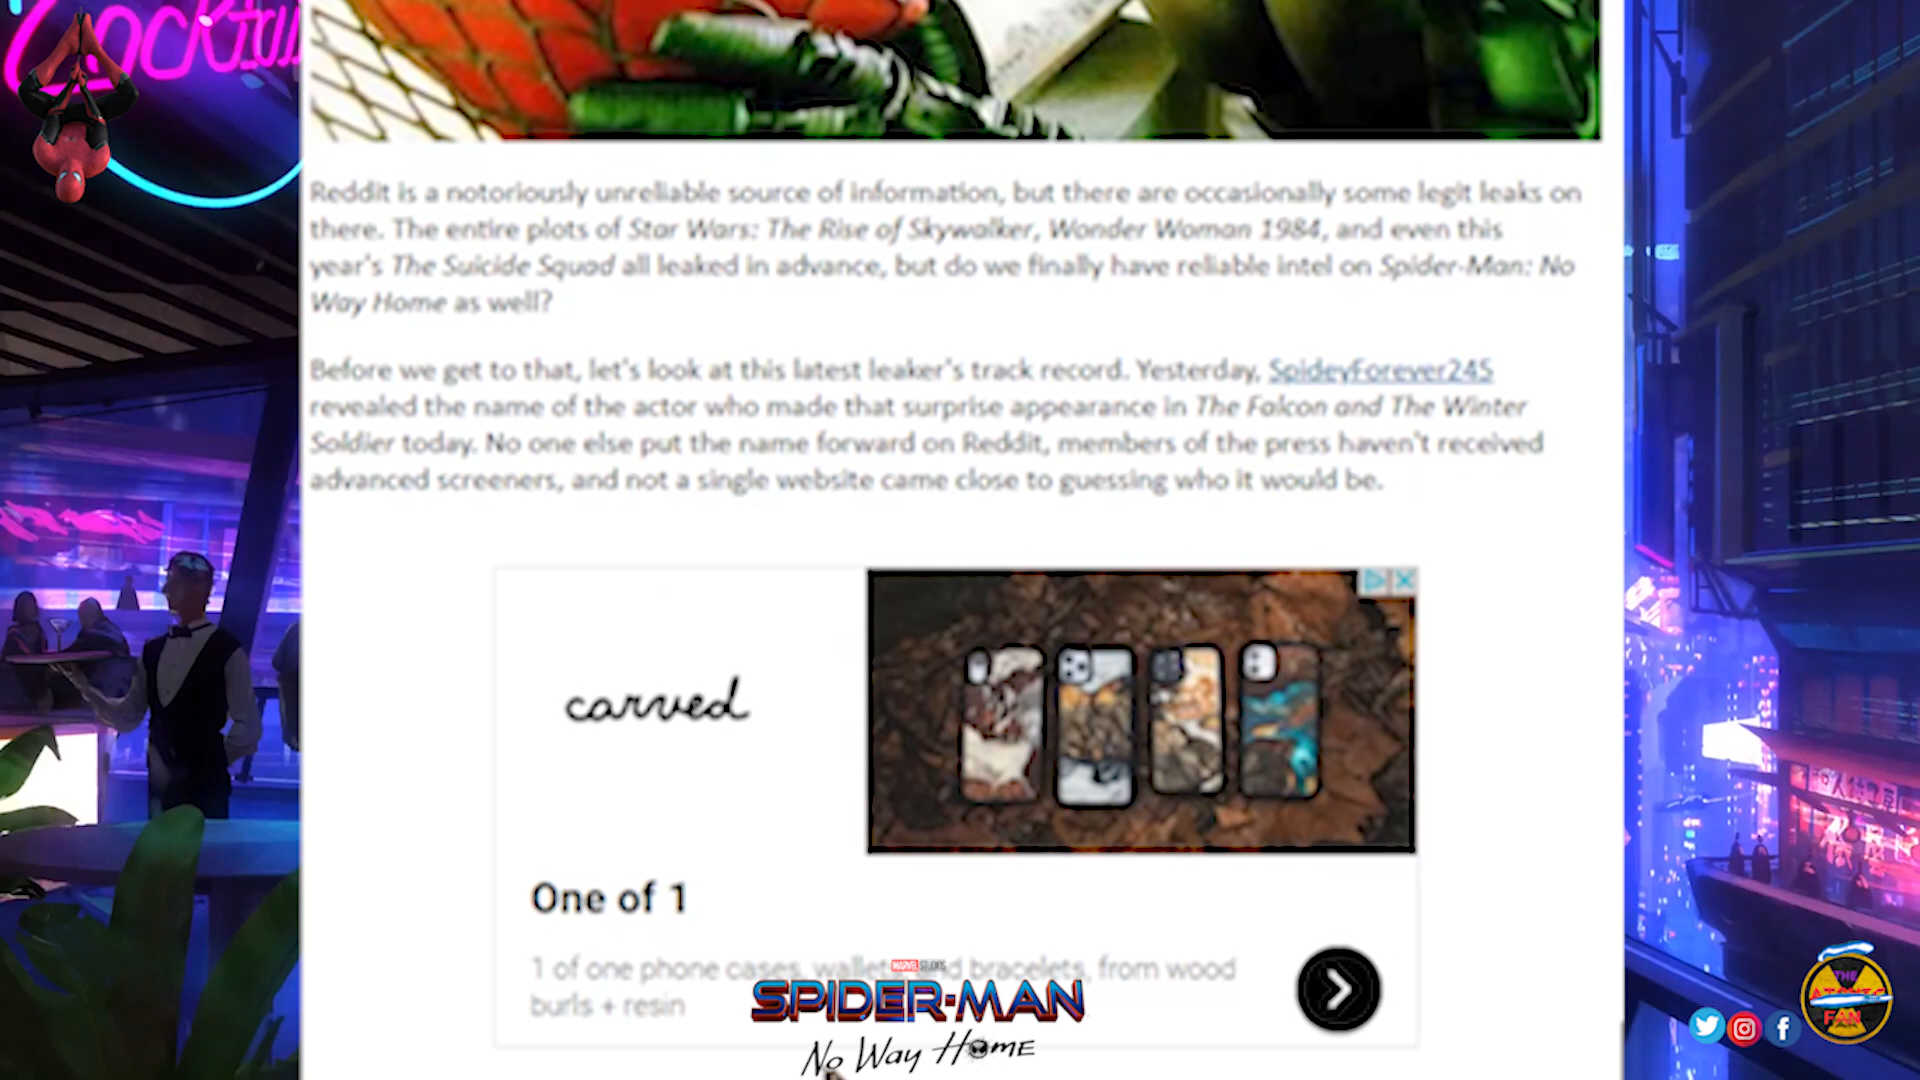 Cocktail
Reddit is a notoriously unreliable source of information, but there are occasionally some legit leaks on
there. The entire plots of Star Wars: The Rise of Skywalker, Wonder Woman 1984, and even this
year's The Suicide Squad all leaked in advance, but do we finally have reliable intel on Spider-Man: No
Way Home as well?
Before we get to that, let's look at this latest leaker's track record. Yesterday, SpideyForever245
revealed the name of the actor who made that surprise appearance in The Falcon and The Winter
Soldier today. No one else put the name forward on Reddit, members of the press haven't received
advanced screeners, and not a single website came close to guessing who it would be.
carved
One of 1
1 of one phone cases, wallets, and bracelets, from wood
burls + resin
MARVEL STUDIOS
SPIDER-MAN
No Way Home
THE
FAN